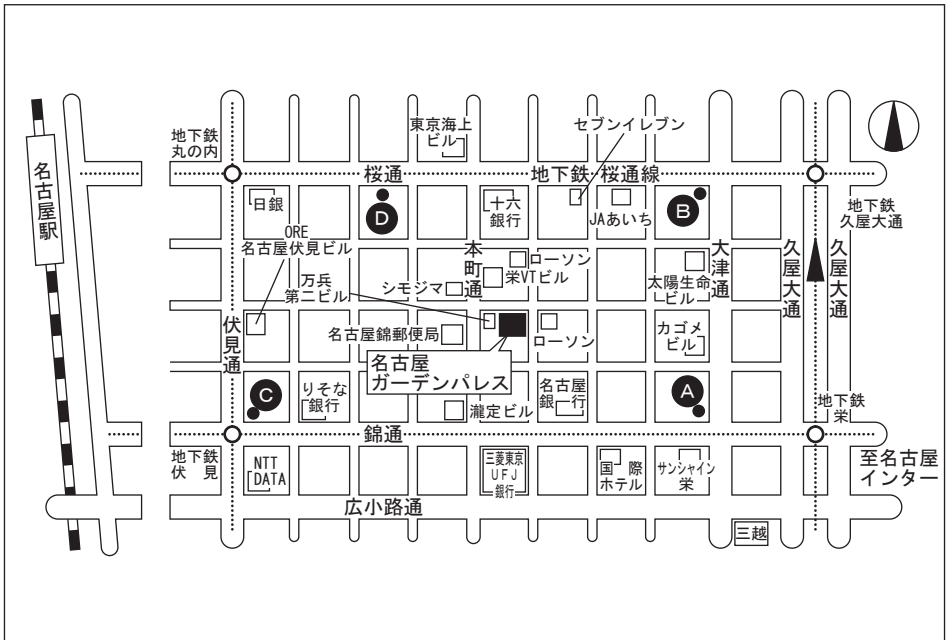 東京海上
ビル
セブンイレブン
地下鉄
丸の内
名古屋駅
桜通
地下鉄 桜通線
日銀
D
十六
銀行
JAあいち
B
地下鉄
久屋大通
ORE
名古屋伏見ビル
本町通
ローソン
栄VTビル
大津通
久屋大通
久屋大通
万兵
第二ビル
シモジマ
太陽生命
ビル
伏見通
名古屋錦郵便局
ローソン
カゴメ
ビル
名古屋
ガーデンパレス
C
りそな
銀行
瀧定ビル
名古屋
銀行
A
地下鉄
栄
錦通
地下鉄
伏見
NTT
DATA
三菱東京
UFJ
銀行
国際
ホテル
サンシャイン
栄
至名古屋
インター
広小路通
三越